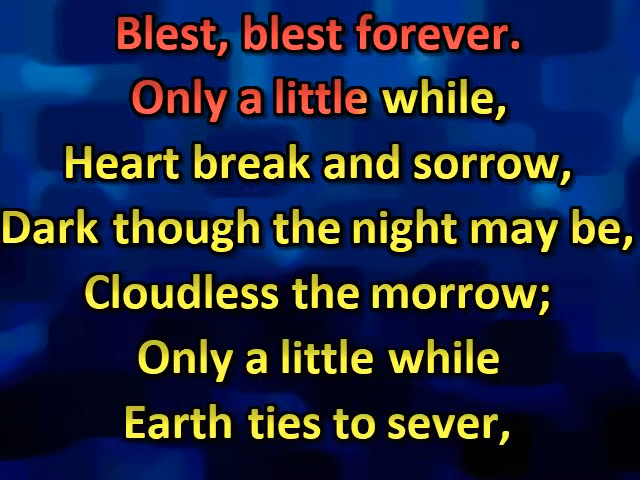 Blest, blest forever.
Only a little while,
Heart break and sorrow,
Dark though the night may be,
Cloudless the morrow;
Only a little while
Earth ties to sever,